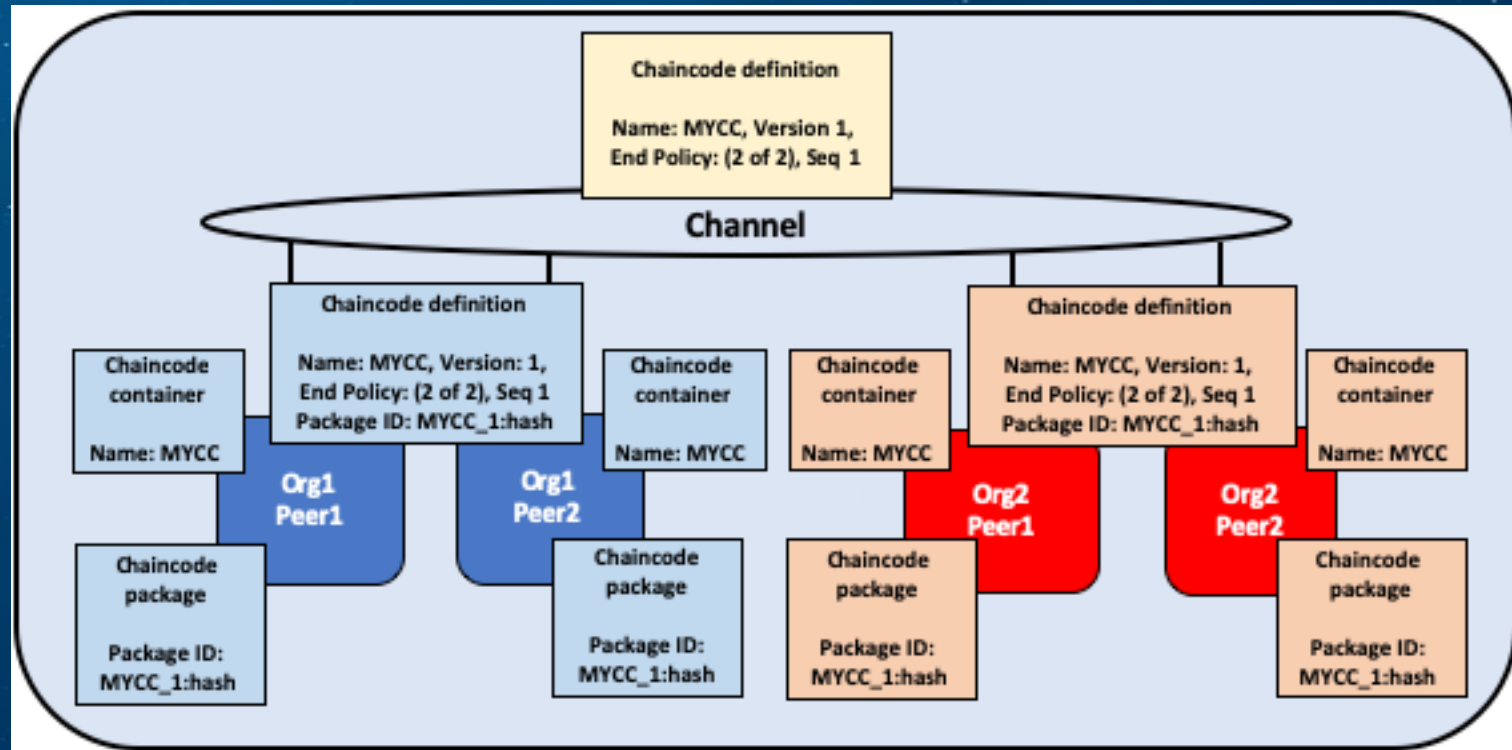 Chaincode definition
Name: MYCC, Version 1,
End Policy: (2 of 2), Seq 1
Channel
Chaincode definition
Name: MYCC, Version: 1,
End Policy: (2 of 2), Seq 1
Package ID: MYCC_1:hash
Chaincode
container
Name: MYCC
Chaincode
container
Name: MYCC
Org1
Peer1
Org1
Peer2
Chaincode
package
Package ID:
MYCC_1:hash
Chaincode
package
Package ID:
MYCC_1:hash
Chaincode definition
Name: MYCC, Version: 1,
End Policy: (2 of 2), Seq 1
Package ID: MYCC_1:hash
Chaincode
container
Name: MYCC
Chaincode
container
Name: MYCC
Org2
Peer1
Org2
Peer2
Chaincode
package
Package ID:
MYCC_1:hash
Chaincode
package
Package ID:
MYCC_1:hash